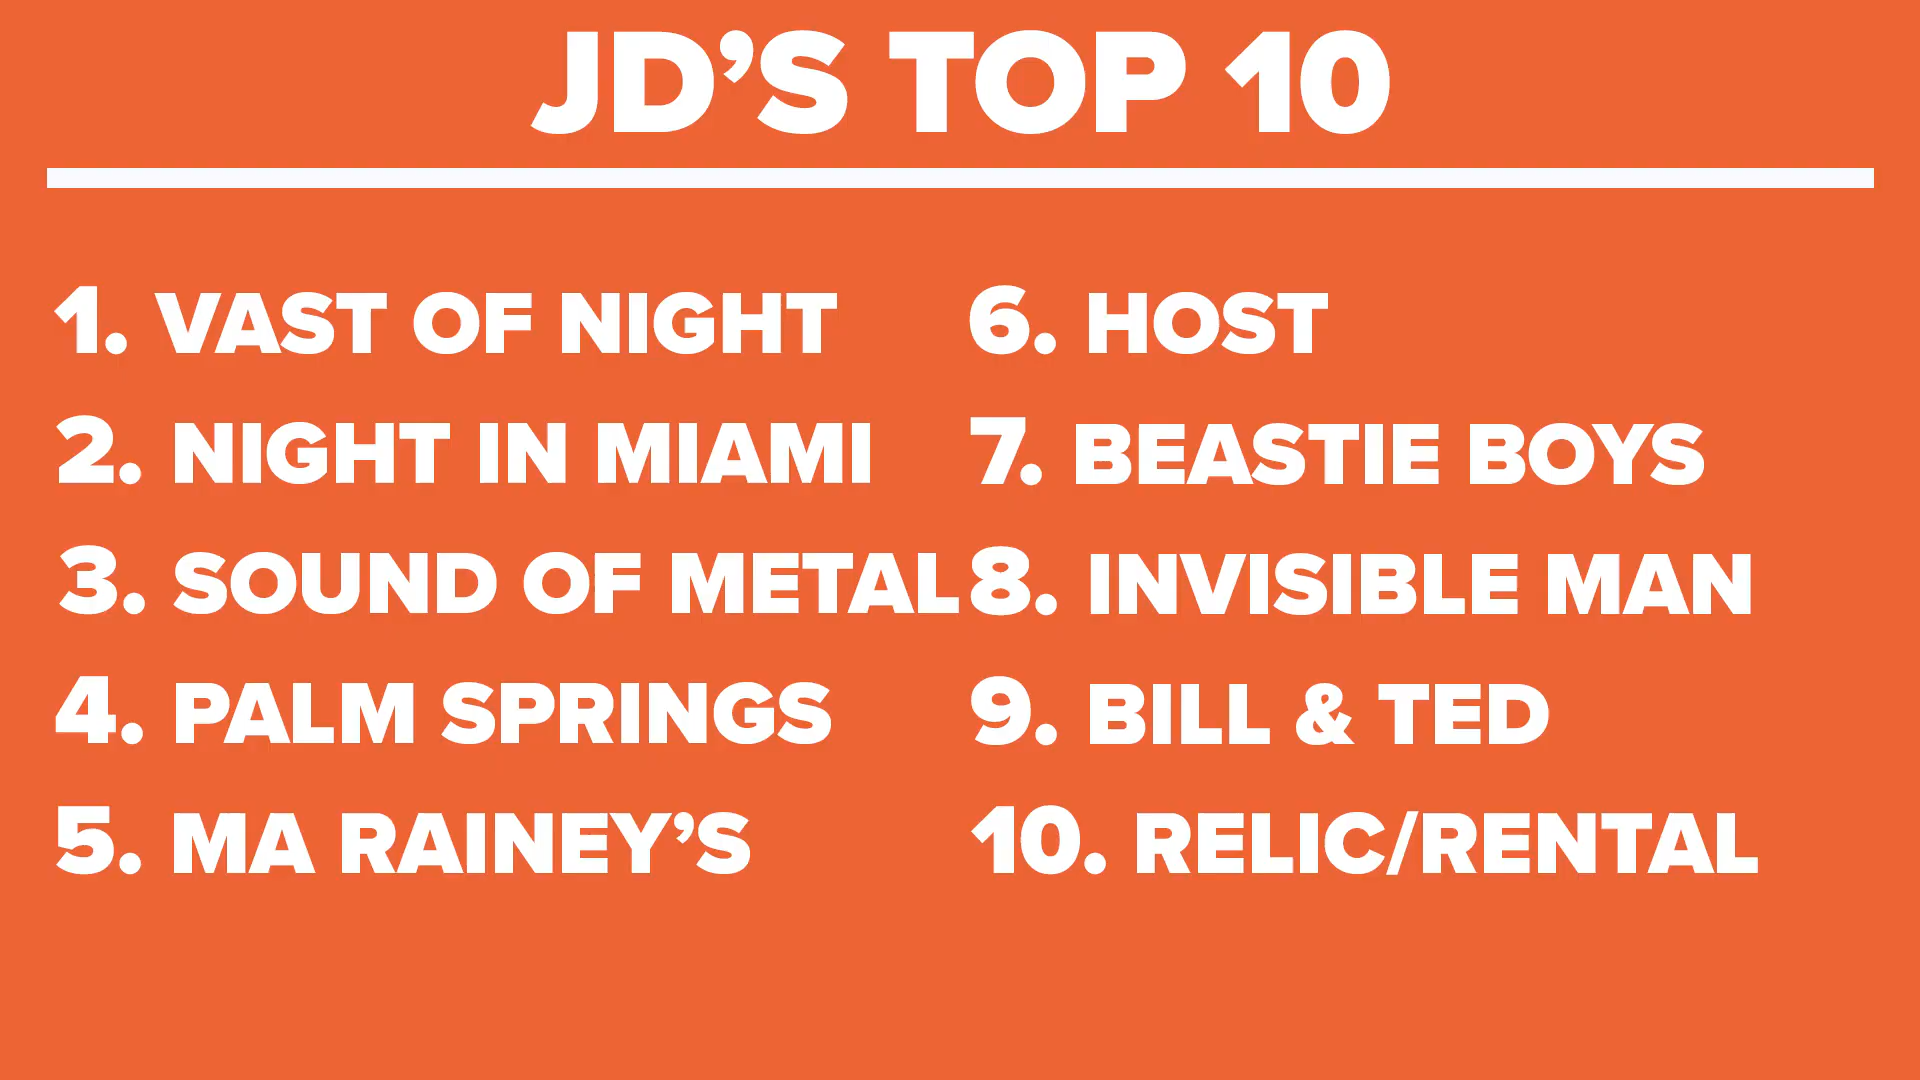 JD’S TOP 10
1. VAST OF NIGHT
2. NIGHT IN MIAMI
3. SOUND OF METAL
4. PALM SPRINGS
5. MA RAINEY’S
6. HOST
7. BEASTIE BOYS
8. INVISIBLE MAN
9. BILL & TED
10. RELIC/RENTAL